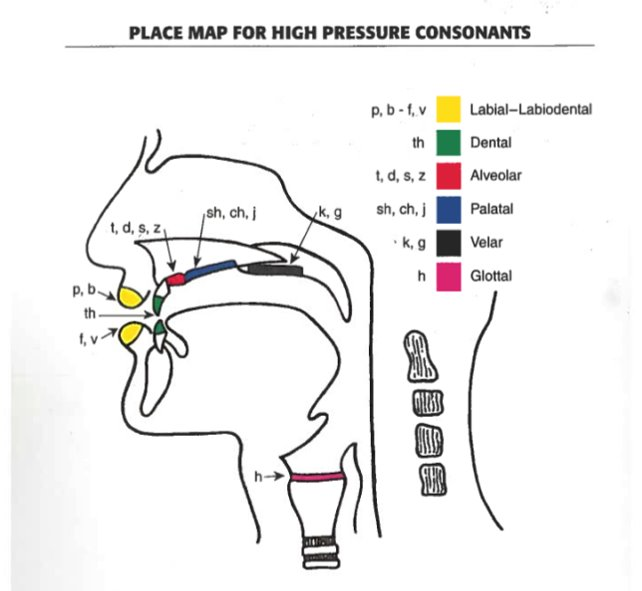 PLACE MAP FOR HIGH PRESSURE CONSONANTS
p, b - f, v Labial–Labiodental
th Dental
t, d, s, z Alveolar
sh, ch, j Palatal
k, g Velar
h Glottal
sh, ch, j
k, g
t, d, s, z
p, b
th
f, v
h